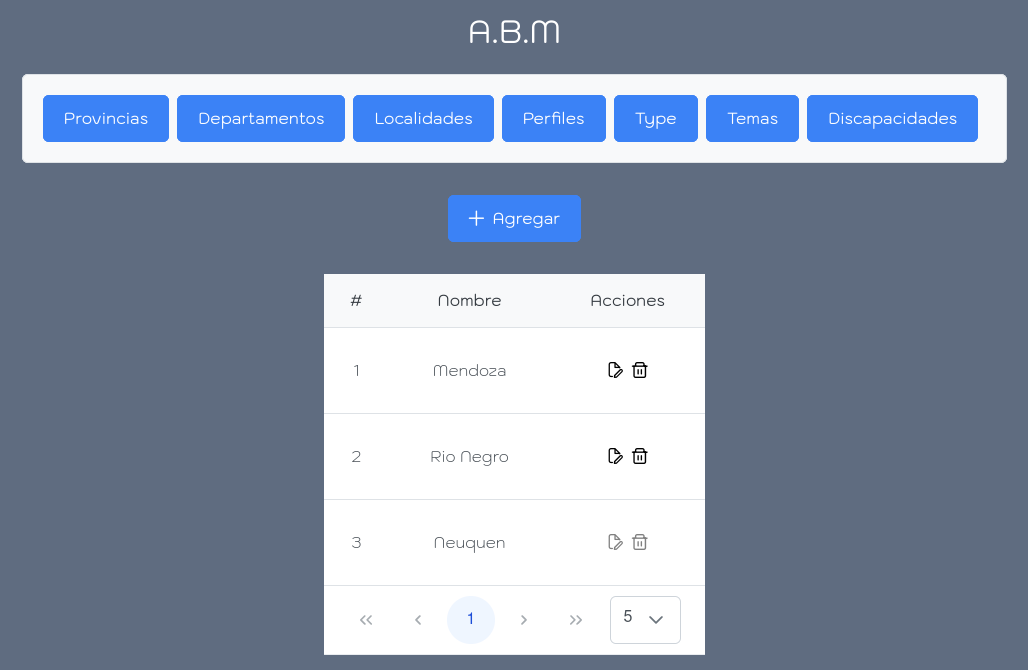 A.B.M
Provincias Departamentos Localidades Perfiles Type Temas Discapacidades
Agregar
# Nombre Acciones
1 Mendoza
2 Rio Negro
3 Neuquen
1 5